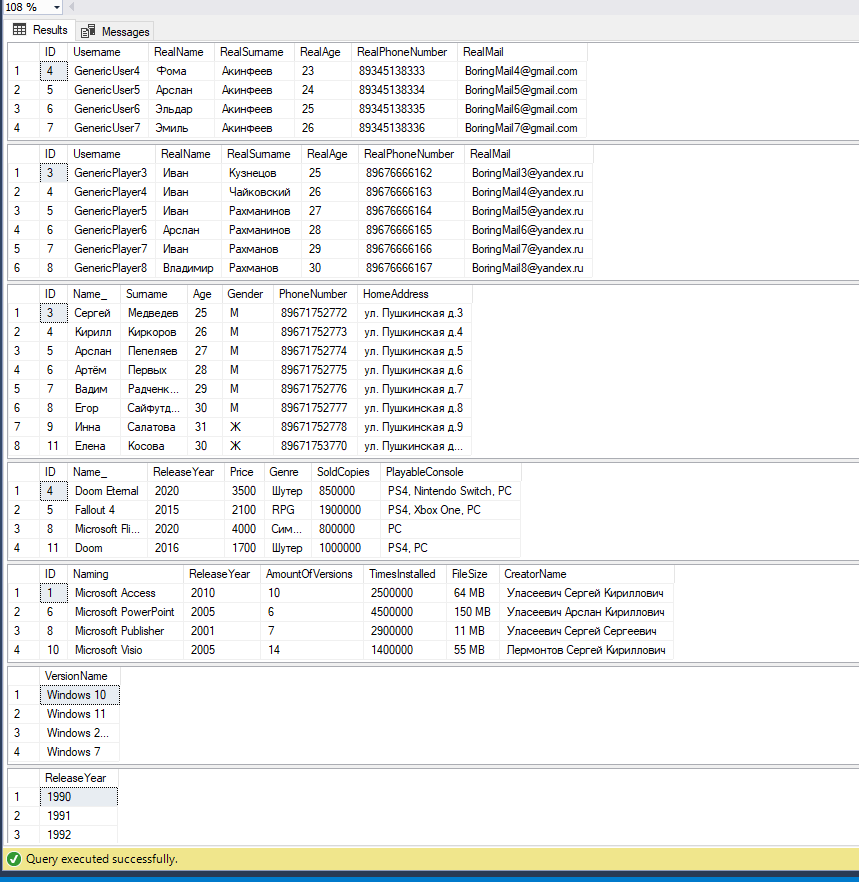 108 %
Results Messages
ID Username RealName RealSurname RealAge RealPhoneNumber RealMail
1 4 GenericUser4 Фома Акинфеев 23 89345138333 BoringMail4@gmail.com
2 5 GenericUser5 Арслан Акинфеев 24 89345138334 BoringMail5@gmail.com
3 6 GenericUser6 Эльдар Акинфеев 25 89345138335 BoringMail6@gmail.com
4 7 GenericUser7 Эмиль Акинфеев 26 89345138336 BoringMail7@gmail.com
ID Username RealName RealSurname RealAge RealPhoneNumber RealMail
1 3 GenericPlayer3 Иван Кузнецов 25 89676666162 BoringMail3@yandex.ru
2 4 GenericPlayer4 Иван Чайковский 26 89676666163 BoringMail4@yandex.ru
3 5 GenericPlayer5 Иван Рахманинов 27 89676666164 BoringMail5@yandex.ru
4 6 GenericPlayer6 Арслан Рахманинов 28 89676666165 BoringMail6@yandex.ru
5 7 GenericPlayer7 Иван Рахманов 29 89676666166 BoringMail7@yandex.ru
6 8 GenericPlayer8 Владимир Рахманов 30 89676666167 BoringMail8@yandex.ru
ID Name_ Surname Age Gender PhoneNumber HomeAddress
1 3 Сергей Медведев 25 М 89671752772 ул. Пушкинская д.3
2 4 Кирилл Киркоров 26 М 89671752773 ул. Пушкинская д.4
3 5 Арслан Пепеляев 27 М 89671752774 ул. Пушкинская д.5
4 6 Артём Первых 28 М 89671752775 ул. Пушкинская д.6
5 7 Вадим Радченк... 29 М 89671752776 ул. Пушкинская д.7
6 8 Егор Сайфутд... 30 М 89671752777 ул. Пушкинская д.8
7 9 Инна Салатова 31 Ж 89671752778 ул. Пушкинская д.9
8 11 Елена Косова 30 Ж 89671753770 ул. Пушкинская д...
ID Name_ ReleaseYear Price Genre SoldCopies PlayableConsole
1 4 Doom Eternal 2020 3500 Шутер 850000 PS4, Nintendo Switch, PC
2 5 Fallout 4 2015 2100 RPG 1900000 PS4, Xbox One, PC
3 8 Microsoft Fli... 2020 4000 Сим... 800000 PC
4 11 Doom 2016 1700 Шутер 1000000 PS4, PC
ID Naming ReleaseYear AmountOfVersions TimesInstalled FileSize CreatorName
1 1 Microsoft Access 2010 10 2500000 64 MB Уласеевич Сергей Кириллович
2 6 Microsoft PowerPoint 2005 6 4500000 150 MB Уласеевич Арслан Кириллович
3 8 Microsoft Publisher 2001 7 2900000 11 MB Уласеевич Сергей Сергеевич
4 10 Microsoft Visio 2005 14 1400000 55 MB Лермонтов Сергей Кириллович
VersionName
1 Windows 10
2 Windows 11
3 Windows 2...
4 Windows 7
ReleaseYear
1 1990
2 1991
3 1992
Query executed successfully.